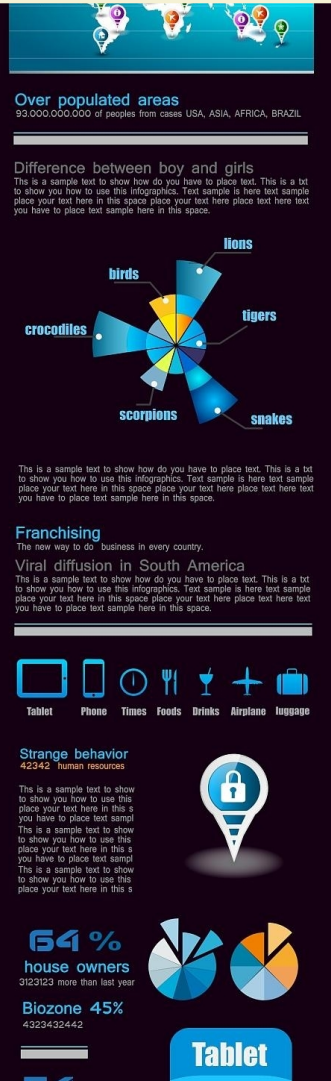 Over populated areas
93.000.000.000 of peoples from cases USA, ASIA, AFRICA, BRAZIL
Difference between boy and girls
Ths is a sample text to show how do you have to place text. This is a txt
to show you how to use this infographics. Text sample is here text sample
place your text here in this space place your text here place text here text
you have to place text sample here in this space.
lions
birds
tigers
crocodiles
scorpions
snakes
Ths is a sample text to show how do you have to place text. This is a txt
to show you how to use this infographics. Text sample is here text sample
place your text here in this space place your text here place text here text
you have to place text sample here in this space.
Franchising
The new way to do business in every country.
Viral diffusion in South America
Ths is a sample text to show how do you have to place text. This is a txt
to show you how to use this infographics. Text sample is here text sample
place your text here in this space place your text here place text here text
you have to place text sample here in this space.
Tablet Phone Times Foods Drinks Airplane luggage
Strange behavior
42342 human resources
Ths is a sample text to show
to show you how to use this
place your text here in this s
you have to place text sampl
Ths is a sample text to show
to show you how to use this
place your text here in this s
you have to place text sampl
Ths is a sample text to show
to show you how to use this
place your text here in this s
64 %
house owners
3123123 more than last year
Biozone 45%
4323432442
Tablet